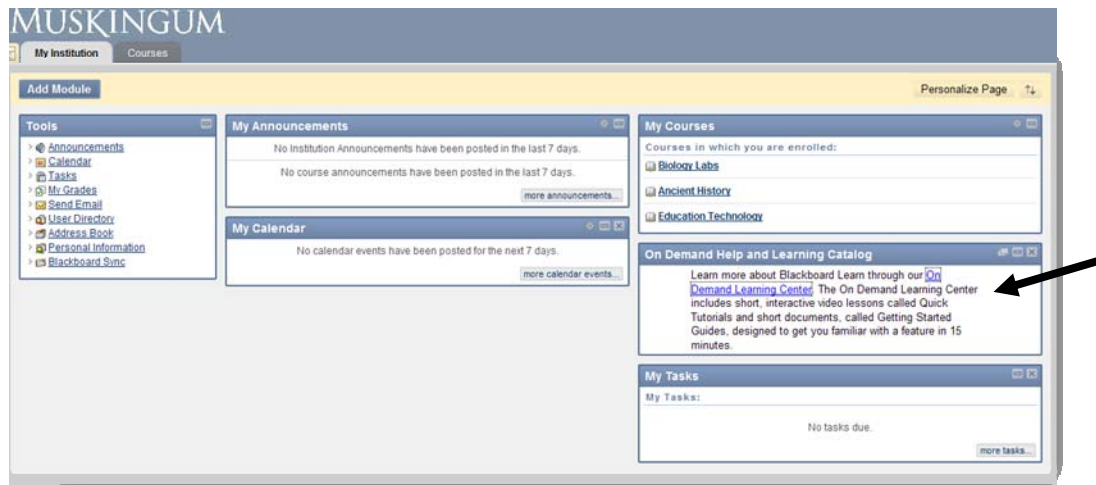 MUSKINGUM
My Institution
Courses
Add Module
Personalize Page
Tools
Announcements
Calendar
Tasks
My Grades
Send Email
User Directory
Address Book
Personal Information
Blackboard Sync
My Announcements
No Institution Announcements have been posted in the last 7 days.
No course announcements have been posted in the last 7 days.
more announcements...
My Calendar
No calendar events have been posted for the next 7 days.
more calendar events...
My Courses
Courses in which you are enrolled:
Biology Labs
Ancient History
Education Technology
On Demand Help and Learning Catalog
Learn more about Blackboard Learn through our On
Demand Learning Center. The On Demand Learning Center
includes short, interactive video lessons called Quick
Tutorials and short documents, called Getting Started
Guides, designed to get you familiar with a feature in 15
minutes.
My Tasks
My Tasks:
No tasks due.
more tasks...